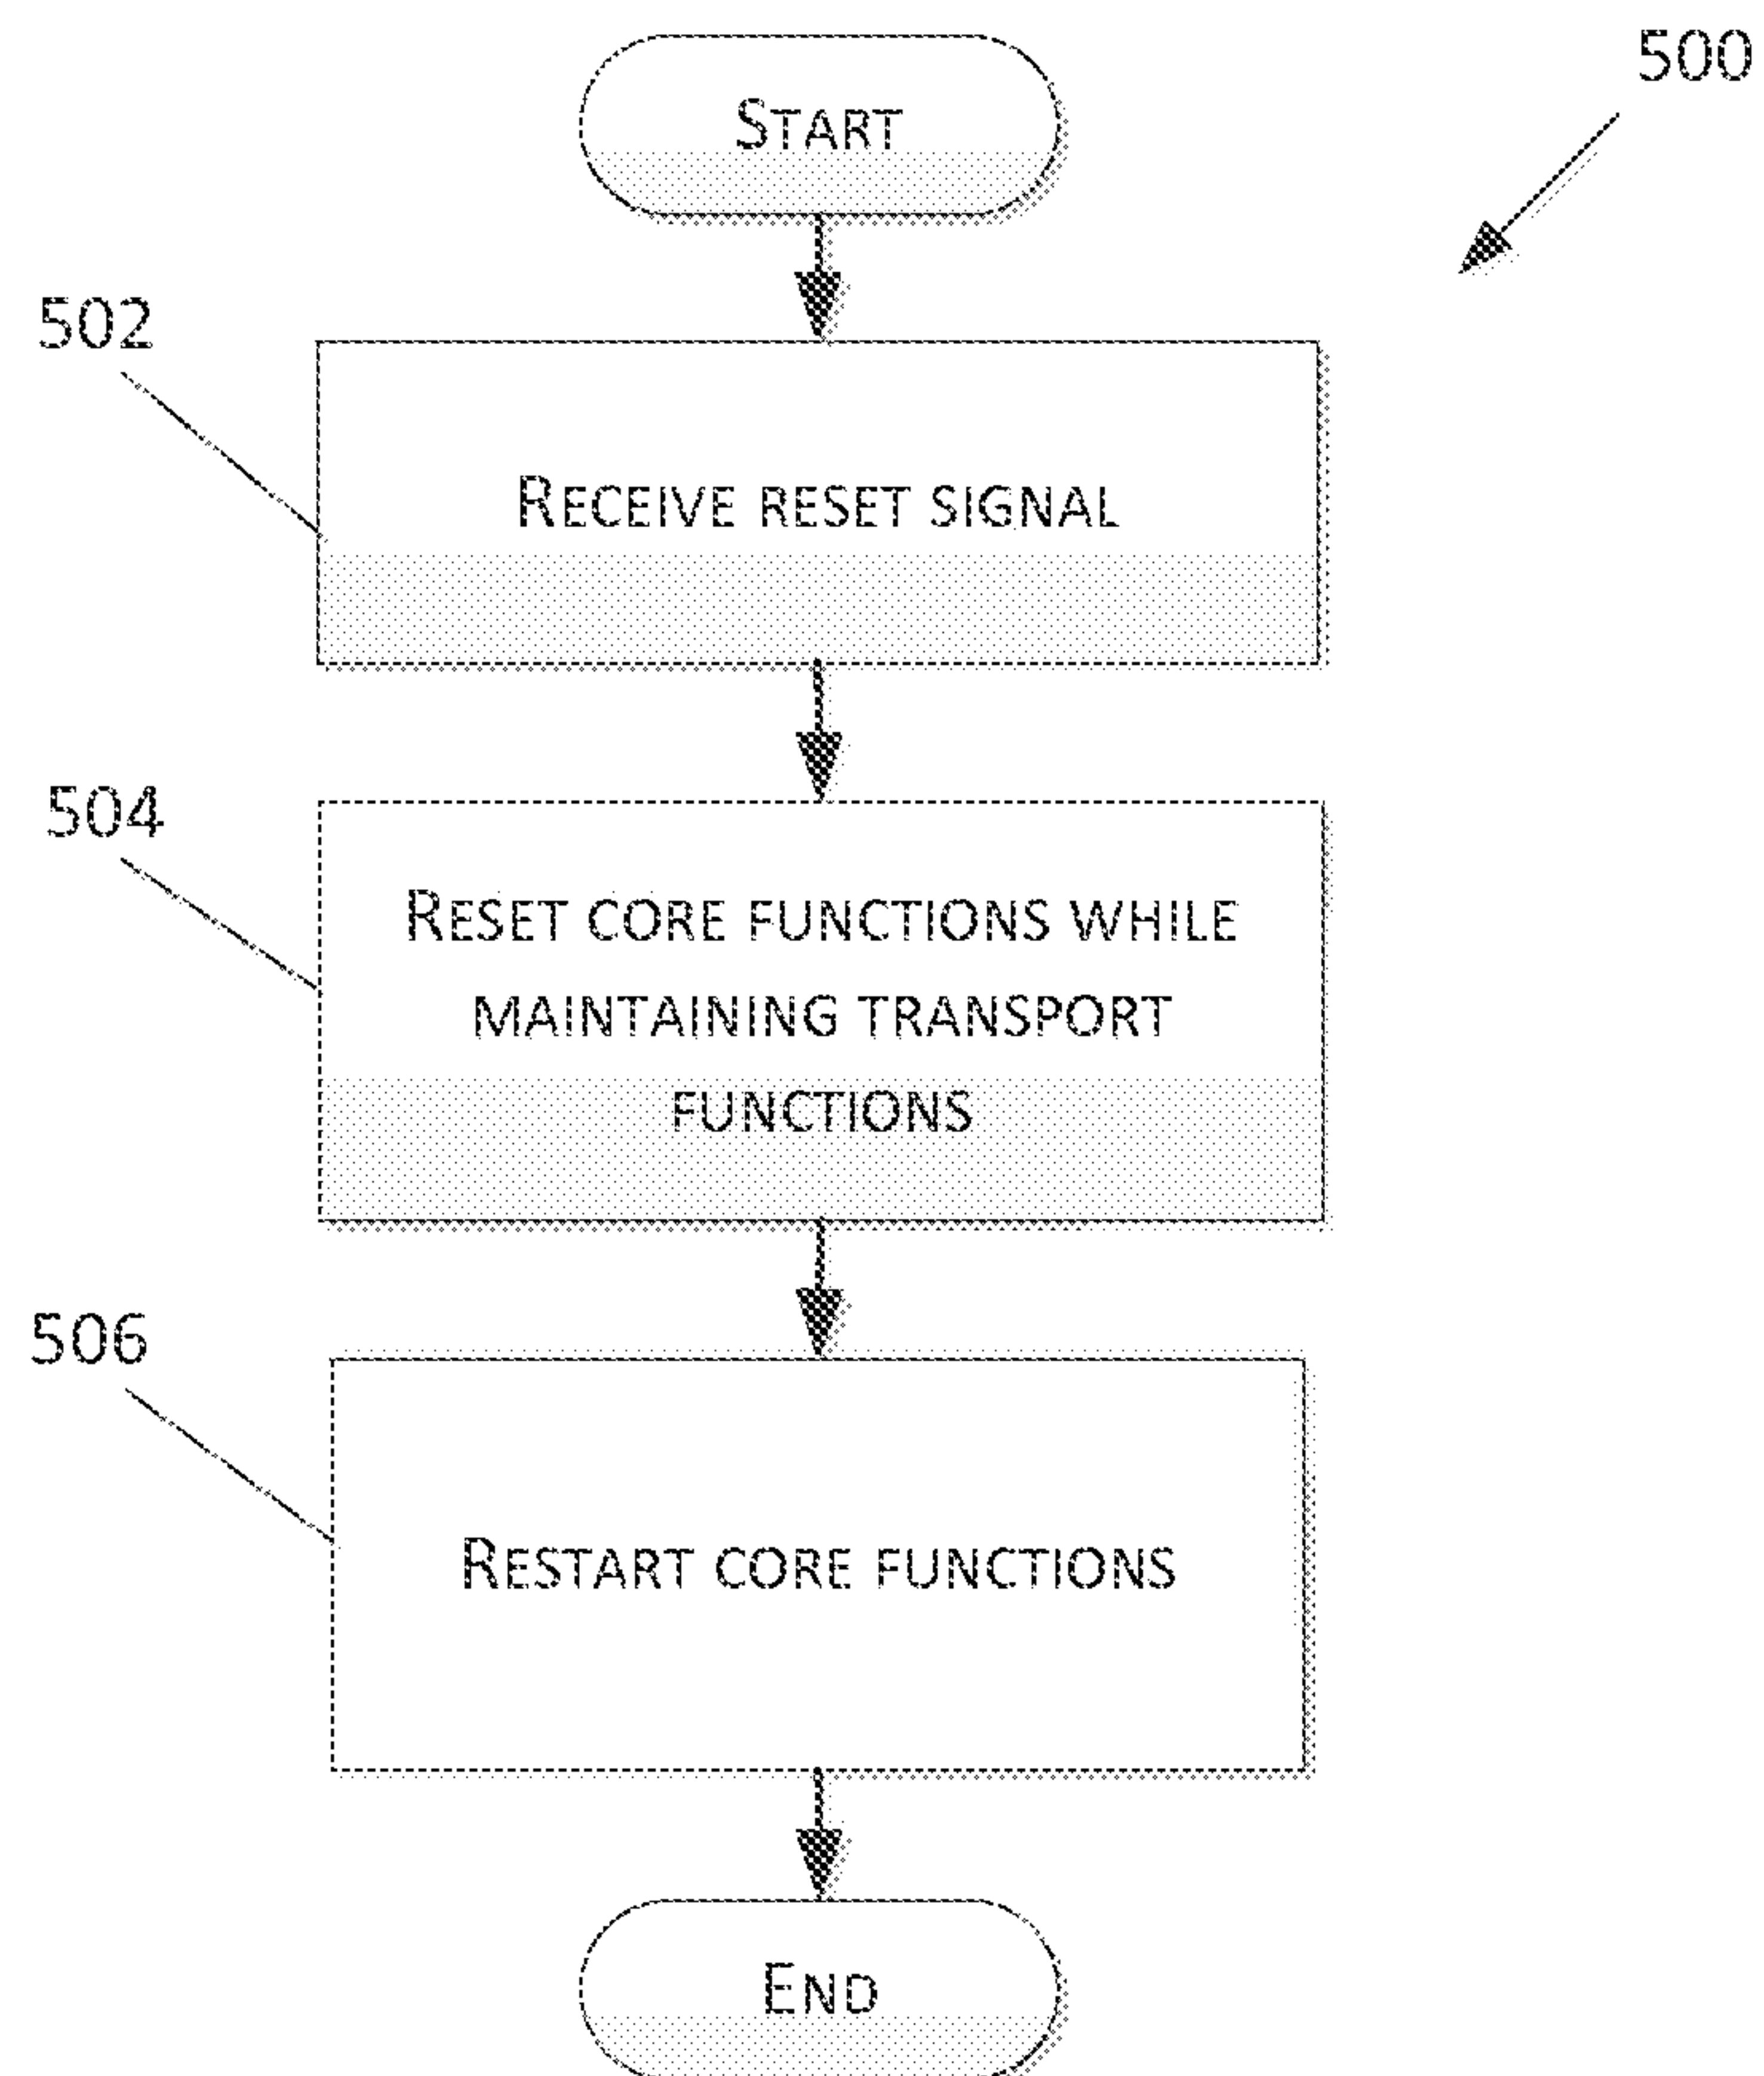 START
500
502
RECEIVE RESET SIGNAL
504
RESET CORE FUNCTIONS WHILE
MAINTAINING TRANSPORT
FUNCTIONS
506
RESTART CORE FUNCTIONS
END